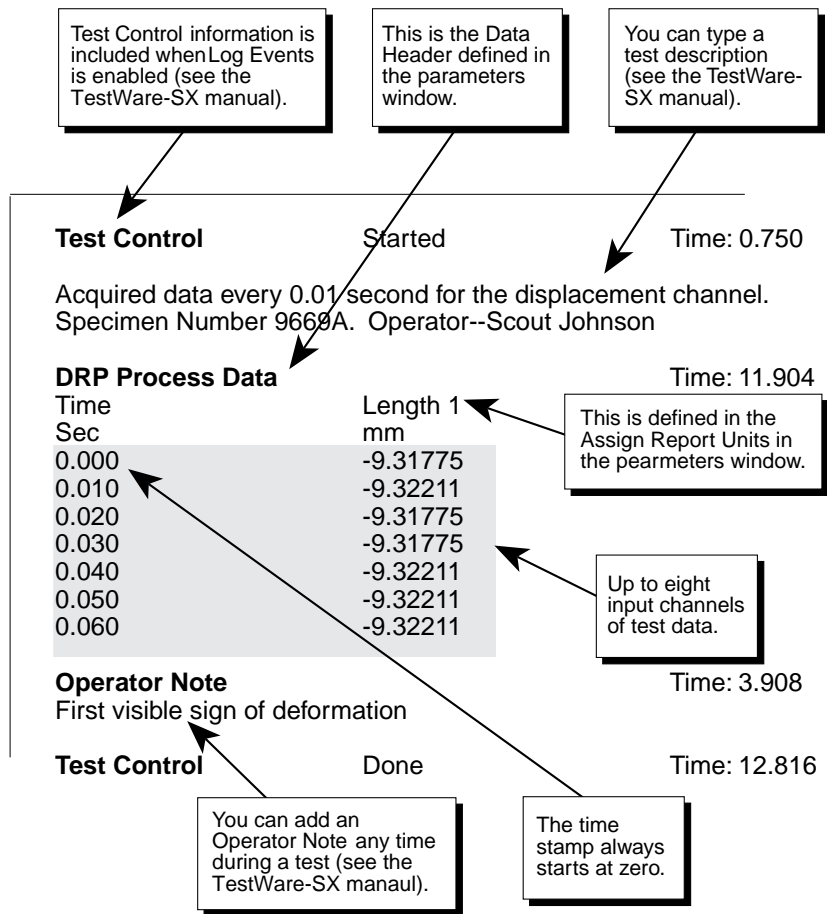 Test Control information is
included when Log Events
is enabled (see the
TestWare-SX manual).
This is the Data
Header defined in
the parameters
window.
You can type a
test description
(see the TestWare-
SX manual).
Test Control Started Time: 0.750
Acquired data every 0.01 second for the displacement channel.
Specimen Number 9669A. Operator--Scout Johnson
DRP Process Data Time: 11.904
Time Length 1
Sec mm
0.000 -9.31775
0.010 -9.32211
0.020 -9.31775
0.030 -9.31775
0.040 -9.32211
0.050 -9.32211
0.060 -9.32211
This is defined in the
Assign Report Units in
the pearmeters window.
Up to eight
input channels
of test data.
Operator Note Time: 3.908
First visible sign of deformation
Test Control Done Time: 12.816
You can add an
Operator Note any time
during a test (see the
TestWare-SX manaul).
The time
stamp always
starts at zero.